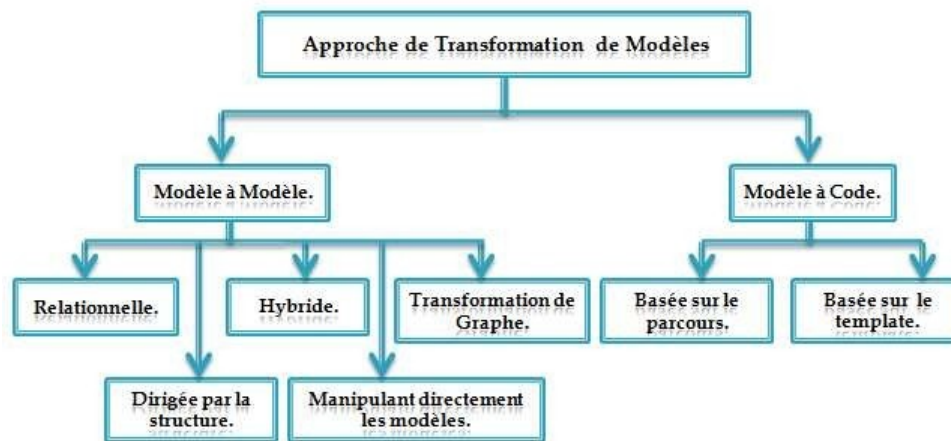 Approche de Transformation de Modèles
Modèle à Modèle.
Modèle à Code.
Relationnelle.
Hybride.
Transformation de
Graphe.
Basée sur le
parcours.
Basée sur le
template.
Dirigée par la
structure.
Manipulant directement
les modèles.